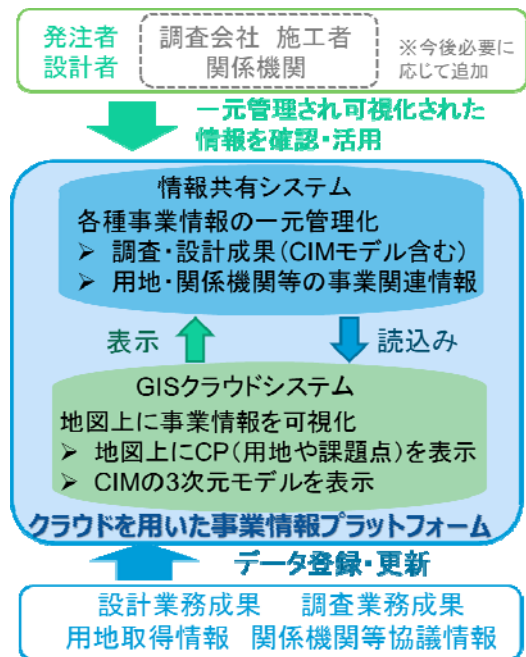 発注者
設計者
調査会社 施工者
関係機関
※今後必要に
応じて追加
一元管理され可視化された
情報を確認・活用
情報共有システム
各種事業情報の一元管理化
➢ 調査・設計成果(CIMモデル含む)
➢ 用地・関係機関等の事業関連情報
表示
読込み
GISクラウドシステム
地図上に事業情報を可視化
➢ 地図上にCP(用地や課題点)を表示
➢ CIMの3次元モデルを表示
クラウドを用いた事業情報プラットフォーム
データ登録・更新
設計業務成果 調査業務成果
用地取得情報 関係機関等協議情報